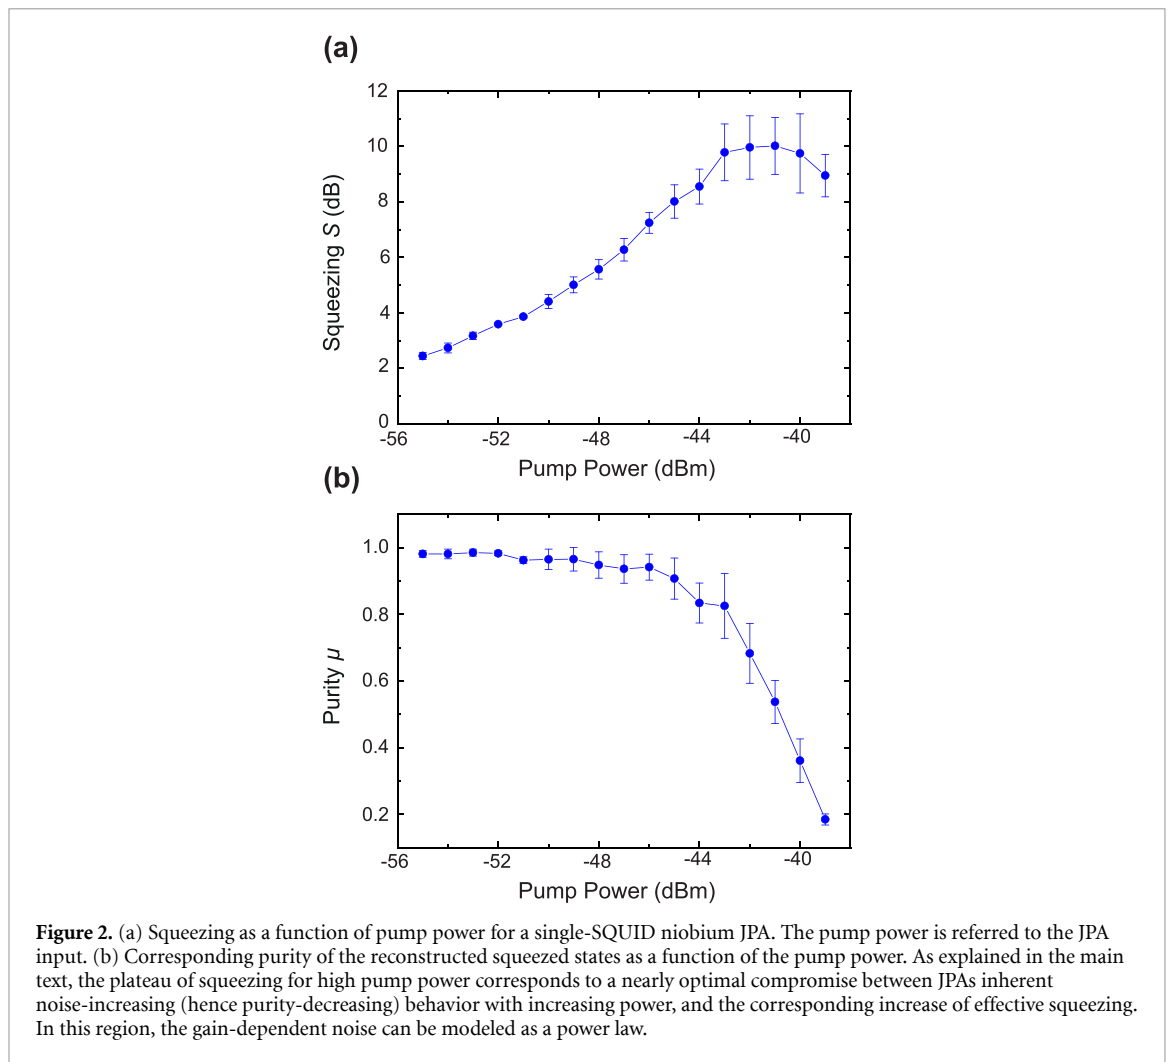 (a)
12
10
8
6
4
2
0
Squeezing S (dB)
-56
-52
-48
-44
-40
Pump Power (dBm)
(b)
1.0
0.8
0.6
0.4
0.2
Purity μ
-56
-52
-48
-44
-40
Pump Power (dBm)
Figure 2. (a) Squeezing as a function of pump power for a single-SQUID niobium JPA. The pump power is referred to the JPA
input. (b) Corresponding purity of the reconstructed squeezed states as a function of the pump power. As explained in the main
text, the plateau of squeezing for high pump power corresponds to a nearly optimal compromise between JPAs inherent
noise-increasing (hence purity-decreasing) behavior with increasing power, and the corresponding increase of effective squeezing.
In this region, the gain-dependent noise can be modeled as a power law.